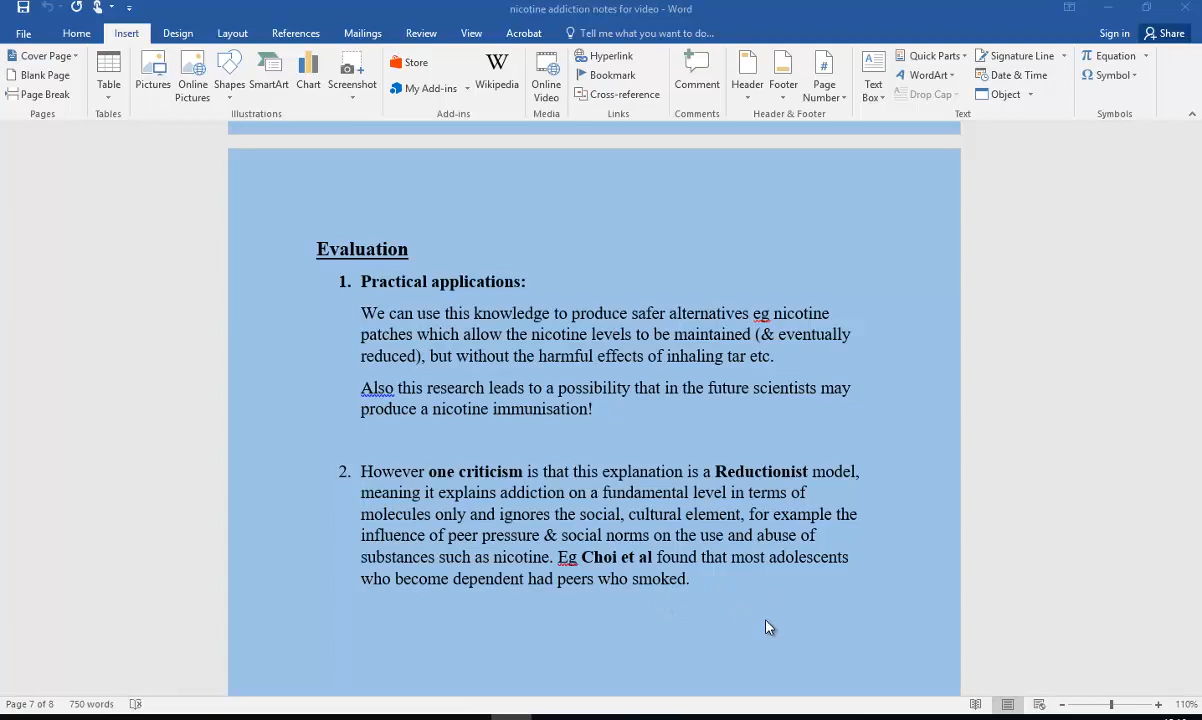 nicotine addiction notes for video - Word
File Home Insert Design Layout References Mailings Review View Acrobat Tell me what you want to do... Sign in Share
Cover Page
Blank Page
Page Break
Pages
Table
Tables
Pictures Online Pictures Shapes SmartArt Chart Screenshot
Illustrations
Store
My Add-ins
Wikipedia
Add-ins
Online Video
Media
Hyperlink
Bookmark
Cross-reference
Links
Comment
Comments
Header Footer Page Number
Header & Footer
Text Box
Quick Parts
WordArt
Drop Cap
Signature Line
Date & Time
Object
Text
Equation
Symbol
Symbols
Evaluation
1. Practical applications:
We can use this knowledge to produce safer alternatives eg nicotine
patches which allow the nicotine levels to be maintained (& eventually
reduced), but without the harmful effects of inhaling tar etc.
Also this research leads to a possibility that in the future scientists may
produce a nicotine immunisation!
2. However one criticism is that this explanation is a Reductionist model,
meaning it explains addiction on a fundamental level in terms of
molecules only and ignores the social, cultural element, for example the
influence of peer pressure & social norms on the use and abuse of
substances such as nicotine. Eg Choi et al found that most adolescents
who become dependent had peers who smoked.
Page 7 of 8 750 words 110%